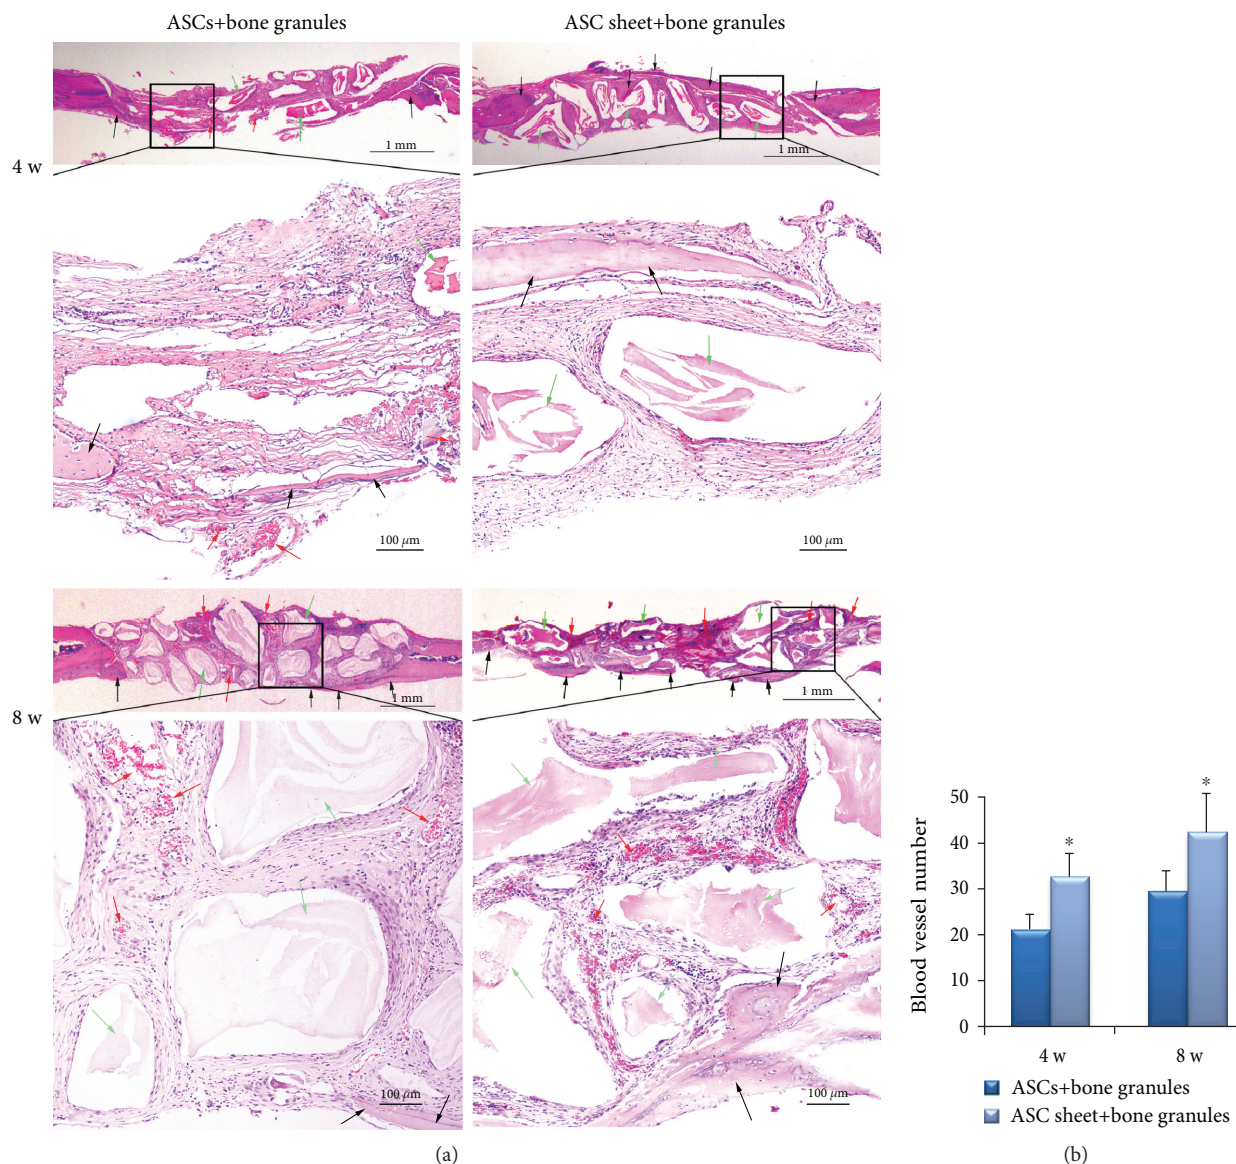 ASCs+bone granules
ASC sheet+bone granules
4 w
1 mm
1 mm
100 μm
100 μm
8 w
1 mm
1 mm
100 μm
100 μm
(a)
Blood vessel number
50
40
30
20
10
0
*
*
4 w
8 w
ASCs+bone granules
ASC sheet+bone granules
(b)